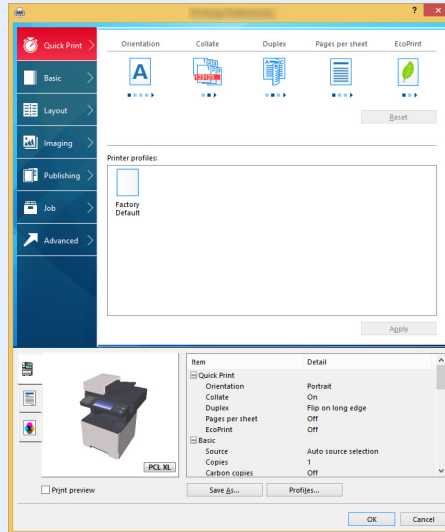 ?
Quick Print
Basic
Layout
Imaging
Publishing
Job
Advanced
Orientation Collate Duplex Pages per sheet EcoPrint
A
123123
Reset
Printer profiles:
Factory
Default
Apply
PCL XL
Print preview
Item Detail
Quick Print
Orientation Portrait
Collate On
Duplex Flip on long edge
Pages per sheet Off
EcoPrint Off
Basic
Source Auto source selection
Copies 1
Carbon copies Off
Save As... Profiles...
OK Cancel